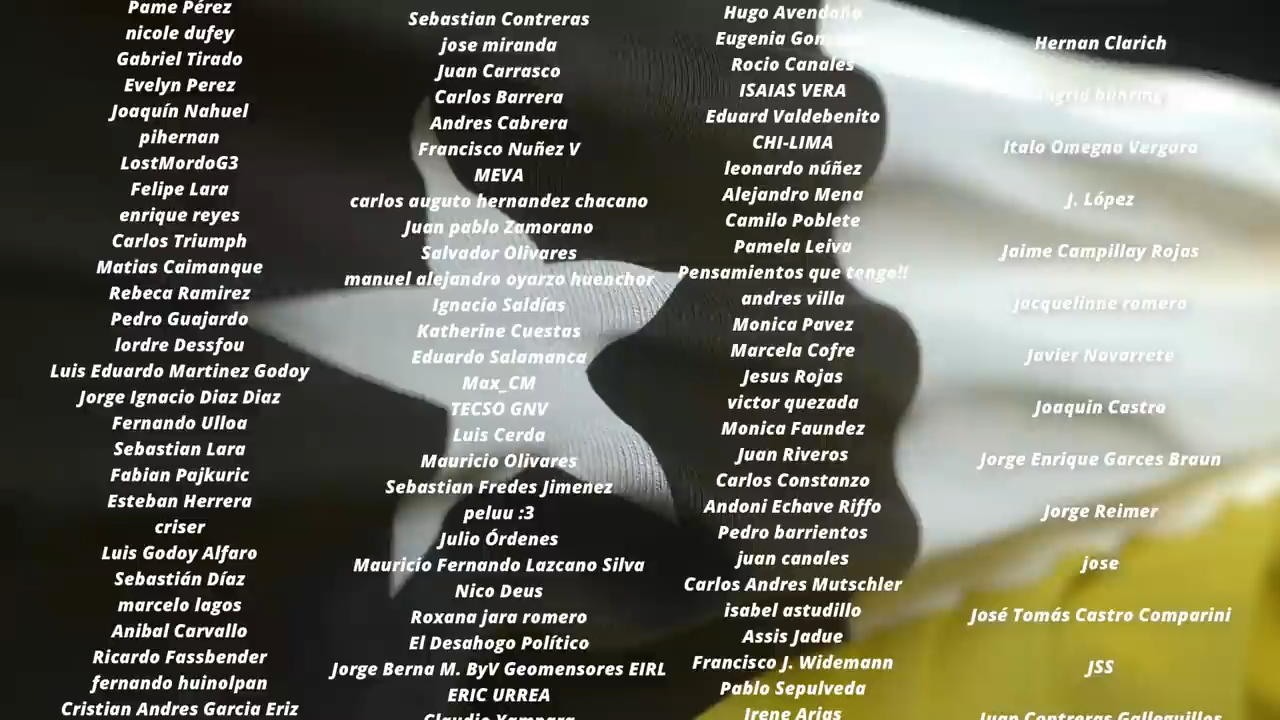 Pame Pérez
nicole dufey
Gabriel Tirado
Evelyn Perez
Joaquín Nahuel
pihernan
LostMordoG3
Felipe Lara
enrique reyes
Carlos Triumph
Matias Caimanque
Rebeca Ramirez
Pedro Guajardo
lordre Dessfou
Luis Eduardo Martinez Godoy
Jorge Ignacio Diaz Diaz
Fernando Ulloa
Sebastian Lara
Fabian Pajkuric
Esteban Herrera
criser
Luis Godoy Alfaro
Sebastián Díaz
marcelo lagos
Anibal Carvallo
Ricardo Fassbender
fernando huinolpan
Cristian Andres Garcia Eriz
Sebastian Contreras
jose miranda
Juan Carrasco
Carlos Barrera
Andres Cabrera
Francisco Nuñez V
MEVA
carlos auguto hernandez chacano
Juan pablo Zamorano
Salvador Olivares
manuel alejandro oyarzo huenchor
Ignacio Saldías
Katherine Cuestas
Eduardo Salamanca
Max_CM
TECSO GNV
Luis Cerda
Mauricio Olivares
Sebastian Fredes Jimenez
peluu :3
Julio Órdenes
Mauricio Fernando Lazcano Silva
Nico Deus
Roxana jara romero
El Desahogo Político
Jorge Berna M. ByV Geomensores EIRL
ERIC URREA
Claudio
Hugo Avendaño
Eugenia
Rocio Canales
ISAIAS VERA
Eduard Valdebenito
CHI-LIMA
leonardo núñez
Alejandro Mena
Camilo Poblete
Pamela Leiva
Pensamientos que tengo!!
andres villa
Monica Pavez
Marcela Cofre
Jesus Rojas
victor quezada
Monica Faundez
Juan Riveros
Carlos Constanzo
Andoni Echave Riffo
Pedro barrientos
juan canales
Carlos Andres Mutschler
isabel astudillo
Assis Jadue
Francisco J. Widemann
Pablo Sepulveda
Irene Arias
Hernan Clarich
ingrid buhring
Italo Omegna Vergara
J. López
Jaime Campillay Rojas
jacquelinne romero
Javier Navarrete
Joaquin Castro
Jorge Enrique Garces Braun
Jorge Reimer
jose
José Tomás Castro Comparini
JSS
Juan Contreras Galleguillos